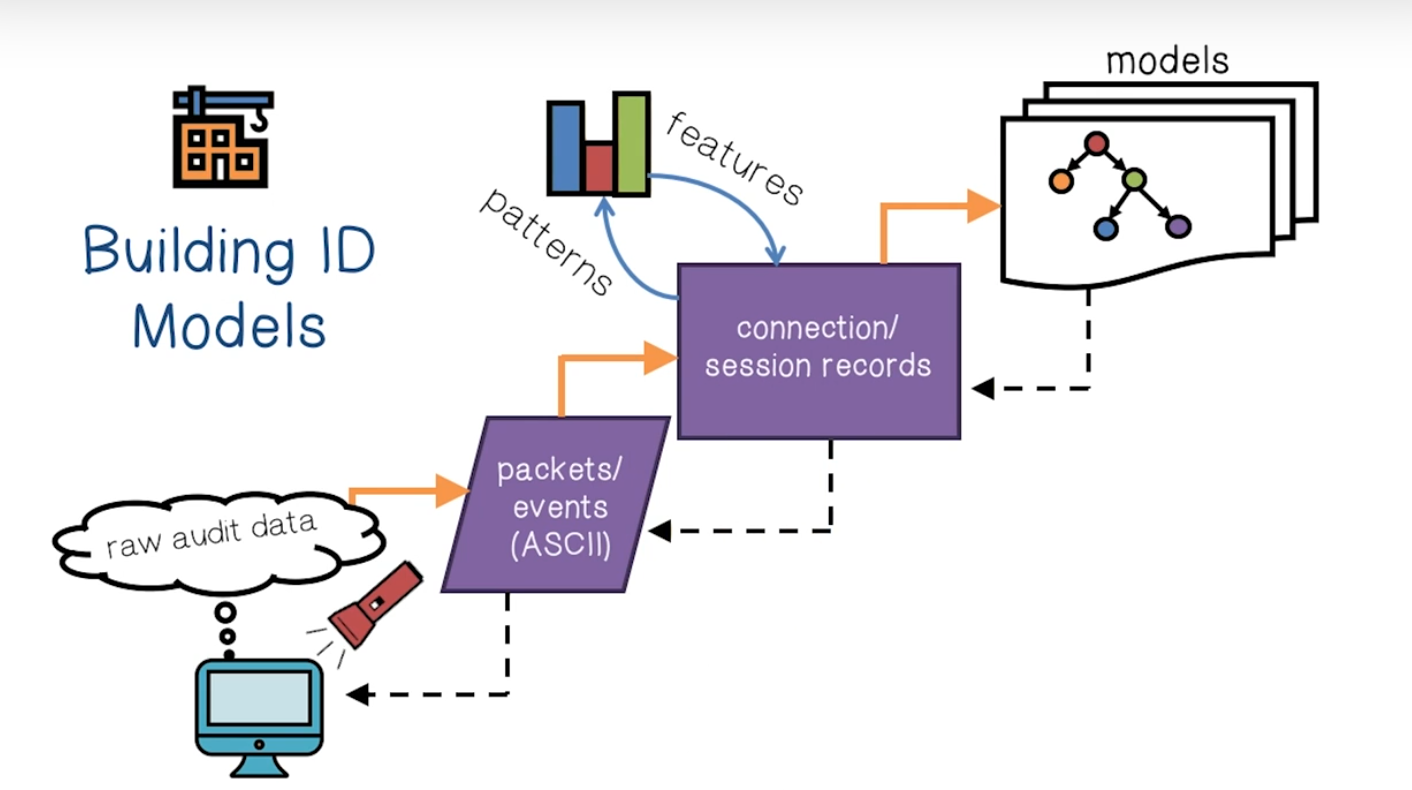 models
features
patterns
Building ID
Models
connection/
session records
packets/
events
(ASCII)
raw audit data